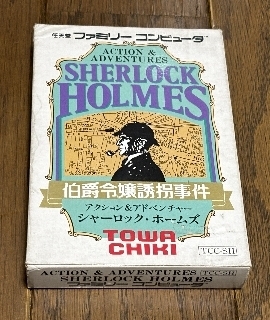 任天堂 ファミリー コンピュータ
ACTION &
ADVENTURES
SHERLOCK
HOLMES
伯爵令嬢誘拐事件
アクション&アドベンチャー
シャーロック・ホームズ
TOWA
CHIKI
TCC-SH
ACTION & ADVENTURES TCC-SH
SHERLOCK HOLMES